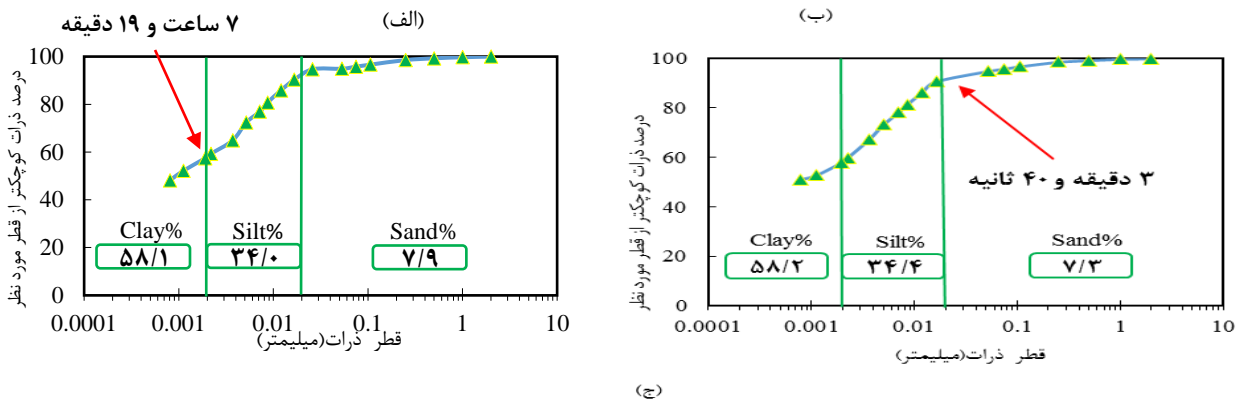 (الف)
۷ ساعت و ۱۹ دقیقه
درصد ذرات کوچکتر از قطر مورد نظر
100
80
60
40
20
0
Clay% Silt% Sand%
۵۸/۱ ۳۴/۰ ۷/۹
0.0001 0.001 0.01 0.1 1 10
قطر ذرات(میلیمتر)
(ب)
درصد ذرات کوچکتر از قطر مورد نظر
100
80
60
40
20
0
۳ دقیقه و ۴۰ ثانیه
Clay% Silt% Sand%
۵۸/۲ ۳۴/۴ ۷/۳
0.0001 0.001 0.01 0.1 1 10
قطر ذرات(میلیمتر)
(ج)